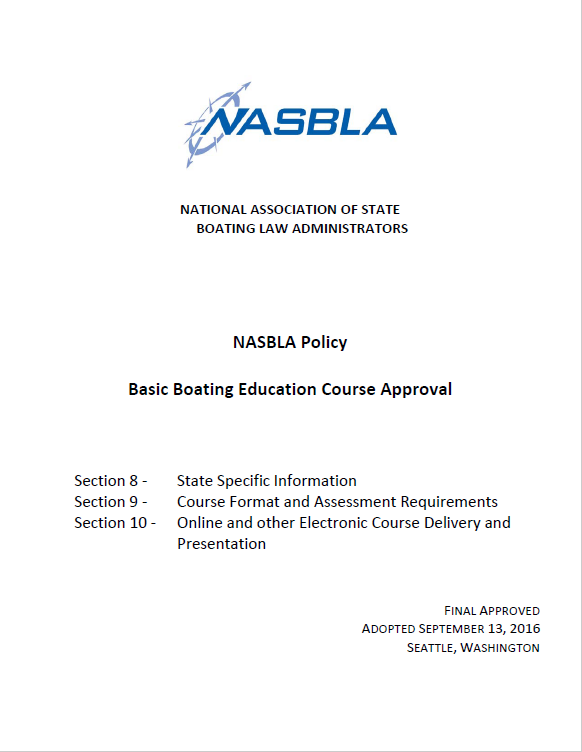 NASBLA
NATIONAL ASSOCIATION OF STATE
BOATING LAW ADMINISTRATORS
NASBLA Policy
Basic Boating Education Course Approval
Section 8 - State Specific Information
Section 9 - Course Format and Assessment Requirements
Section 10 - Online and other Electronic Course Delivery and
Presentation
FINAL APPROVED
ADOPTED SEPTEMBER 13, 2016
SEATTLE, WASHINGTON